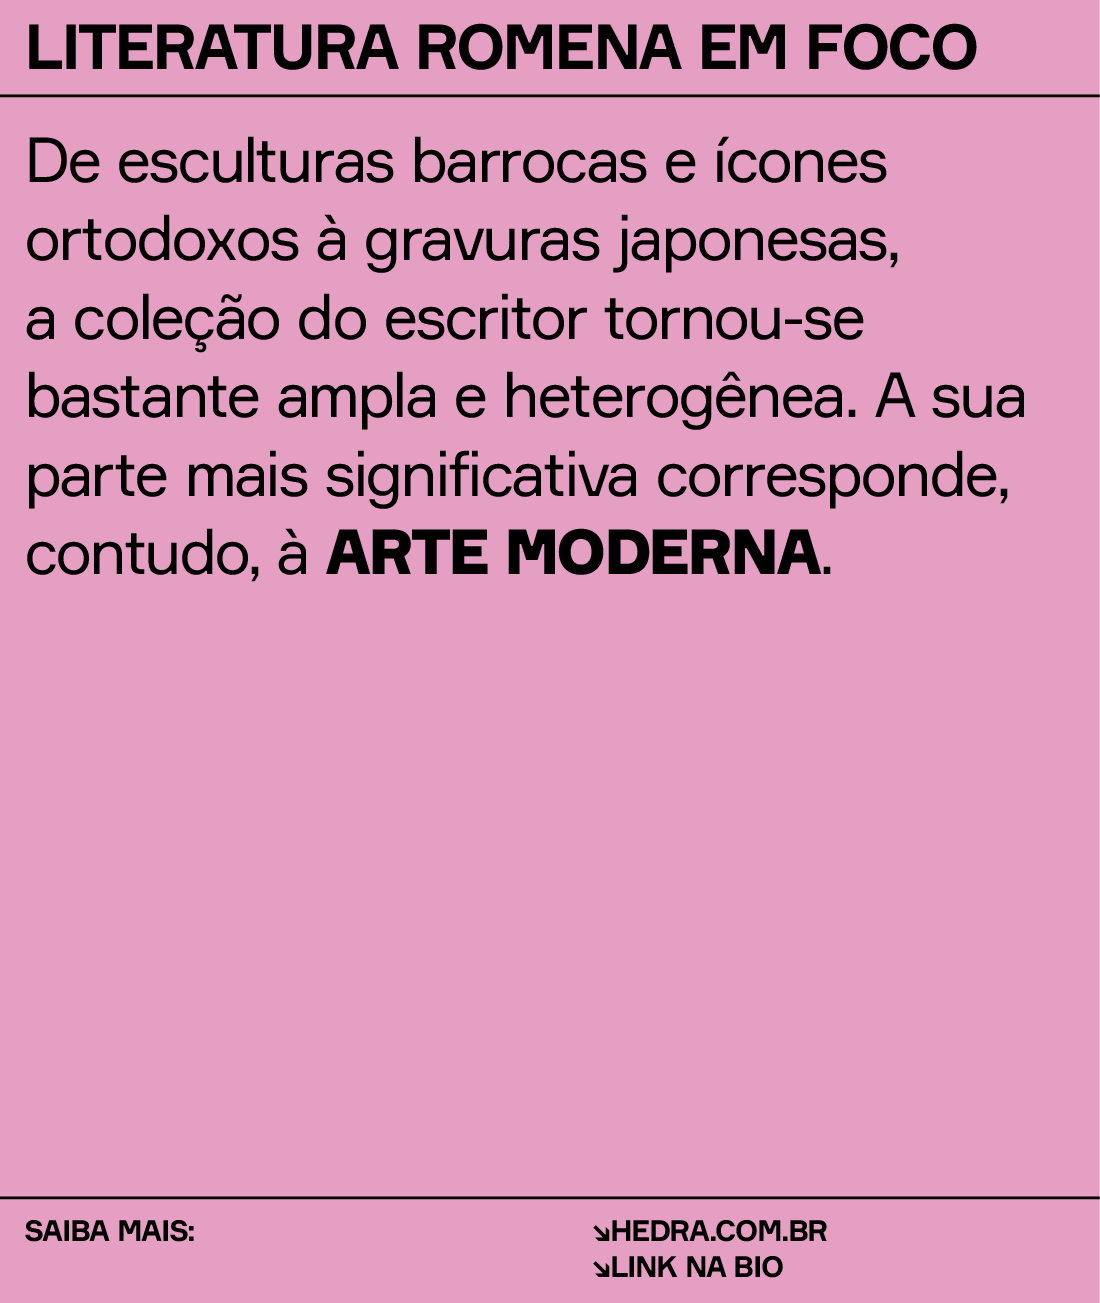 LITERATURA ROMENA EM FOCO
De esculturas barrocas e ícones
ortodoxos à gravuras japonesas,
a coleção do escritor tornou-se
bastante ampla e heterogênea. A sua
parte mais significativa corresponde,
contudo, à ARTE MODERNA.
SAIBA MAIS:
↘HEDRA.COM.BR
↘LINK NA BIO